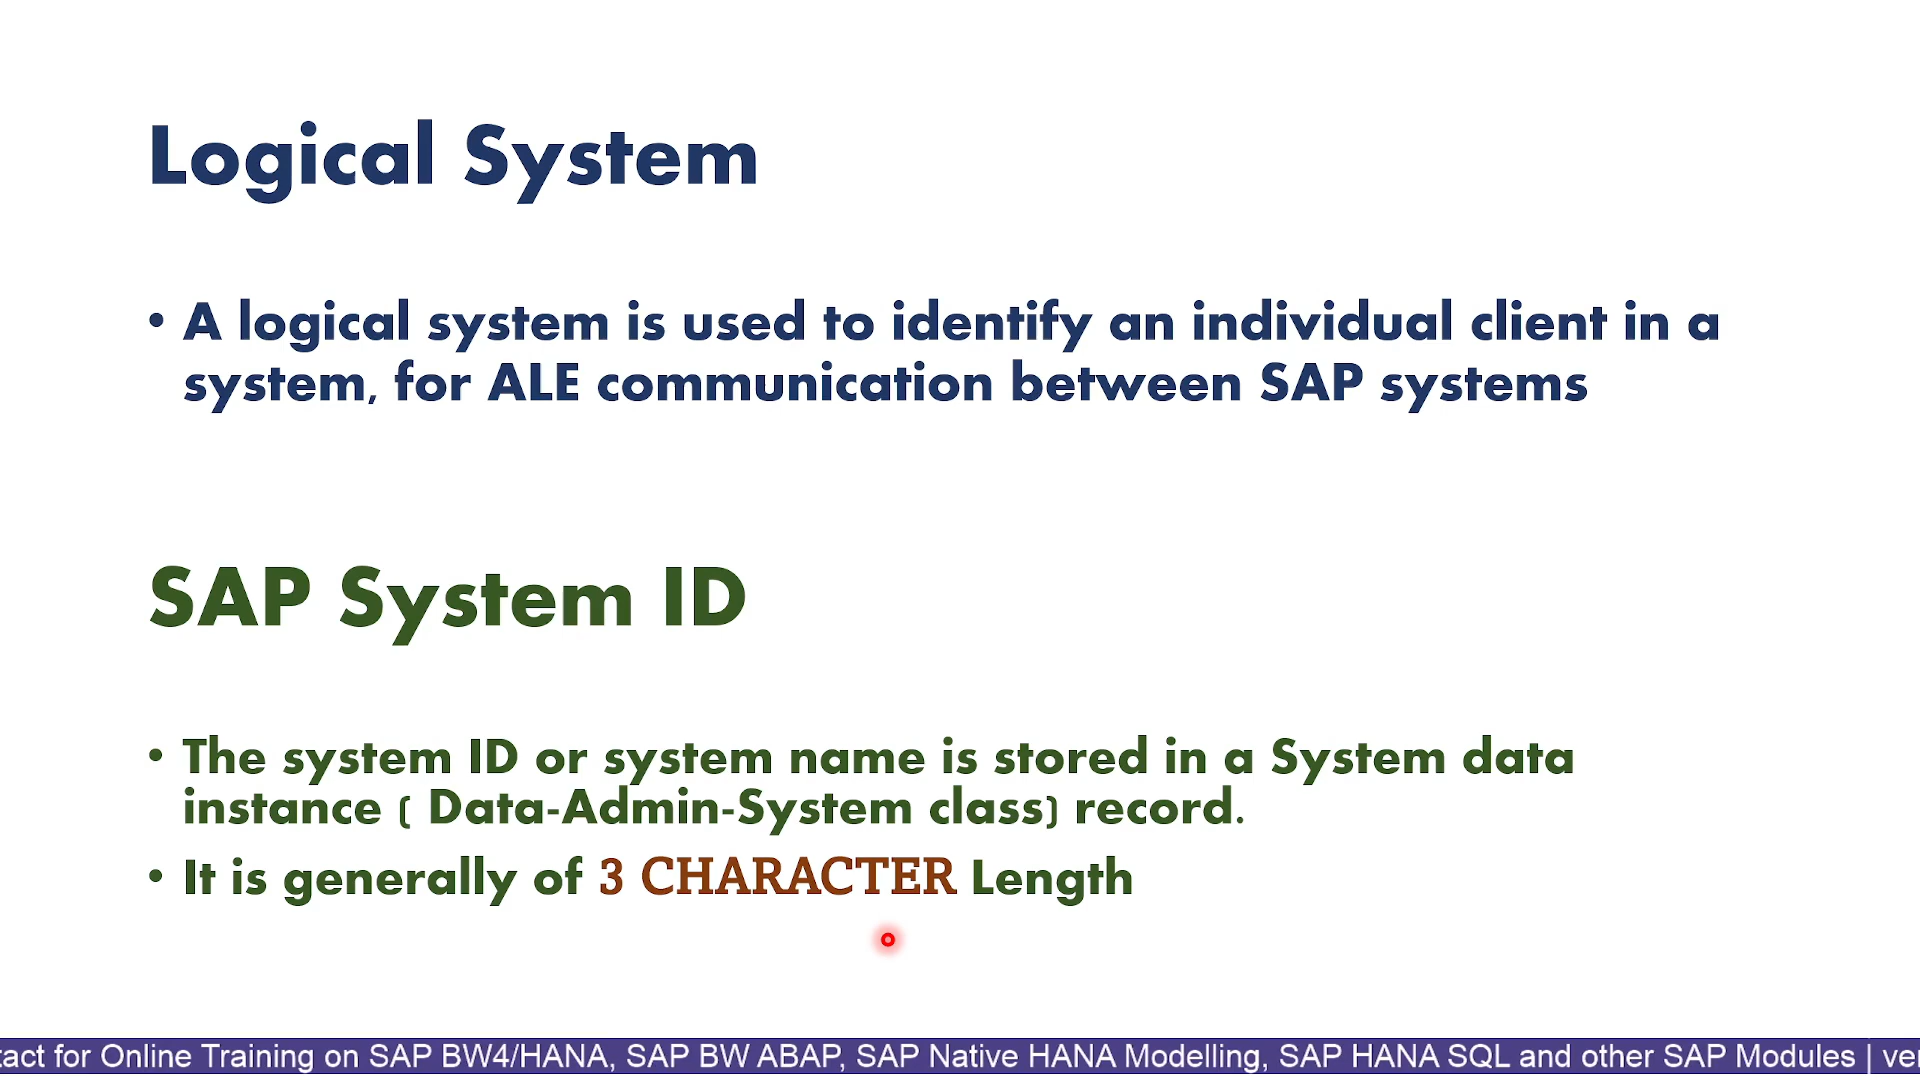 Logical System
• A logical system is used to identify an individual client in a
system, for ALE communication between SAP systems
SAP System ID
• The system ID or system name is stored in a System data
instance ( Data-Admin-System class) record.
• It is generally of 3 CHARACTER Length
tact for Online Training on SAP BW4/HANA, SAP BW ABAP, SAP Native HANA Modelling, SAP HANA SQL and other SAP Modules | ver